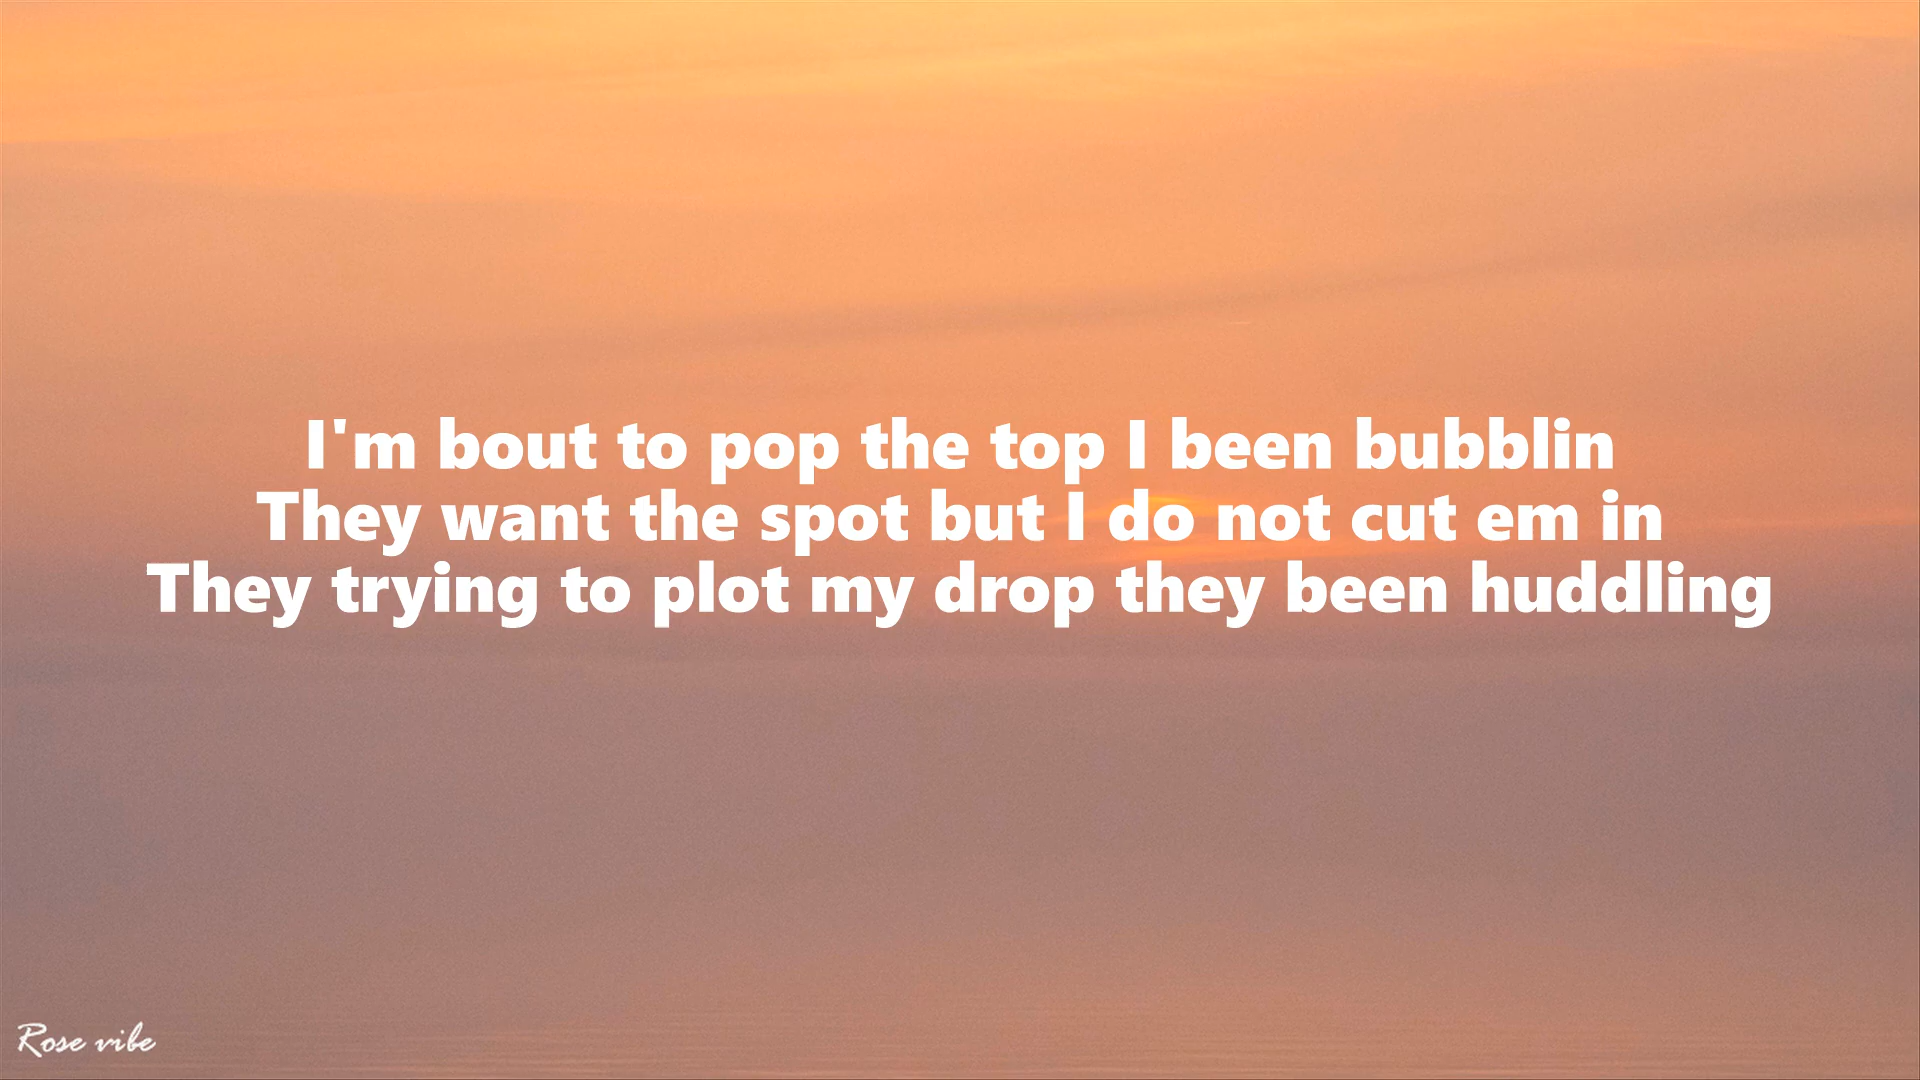 I'm bout to pop the top I been bubblin
They want the spot but I do not cut em in
They trying to plot my drop they been huddling
Rose vibe